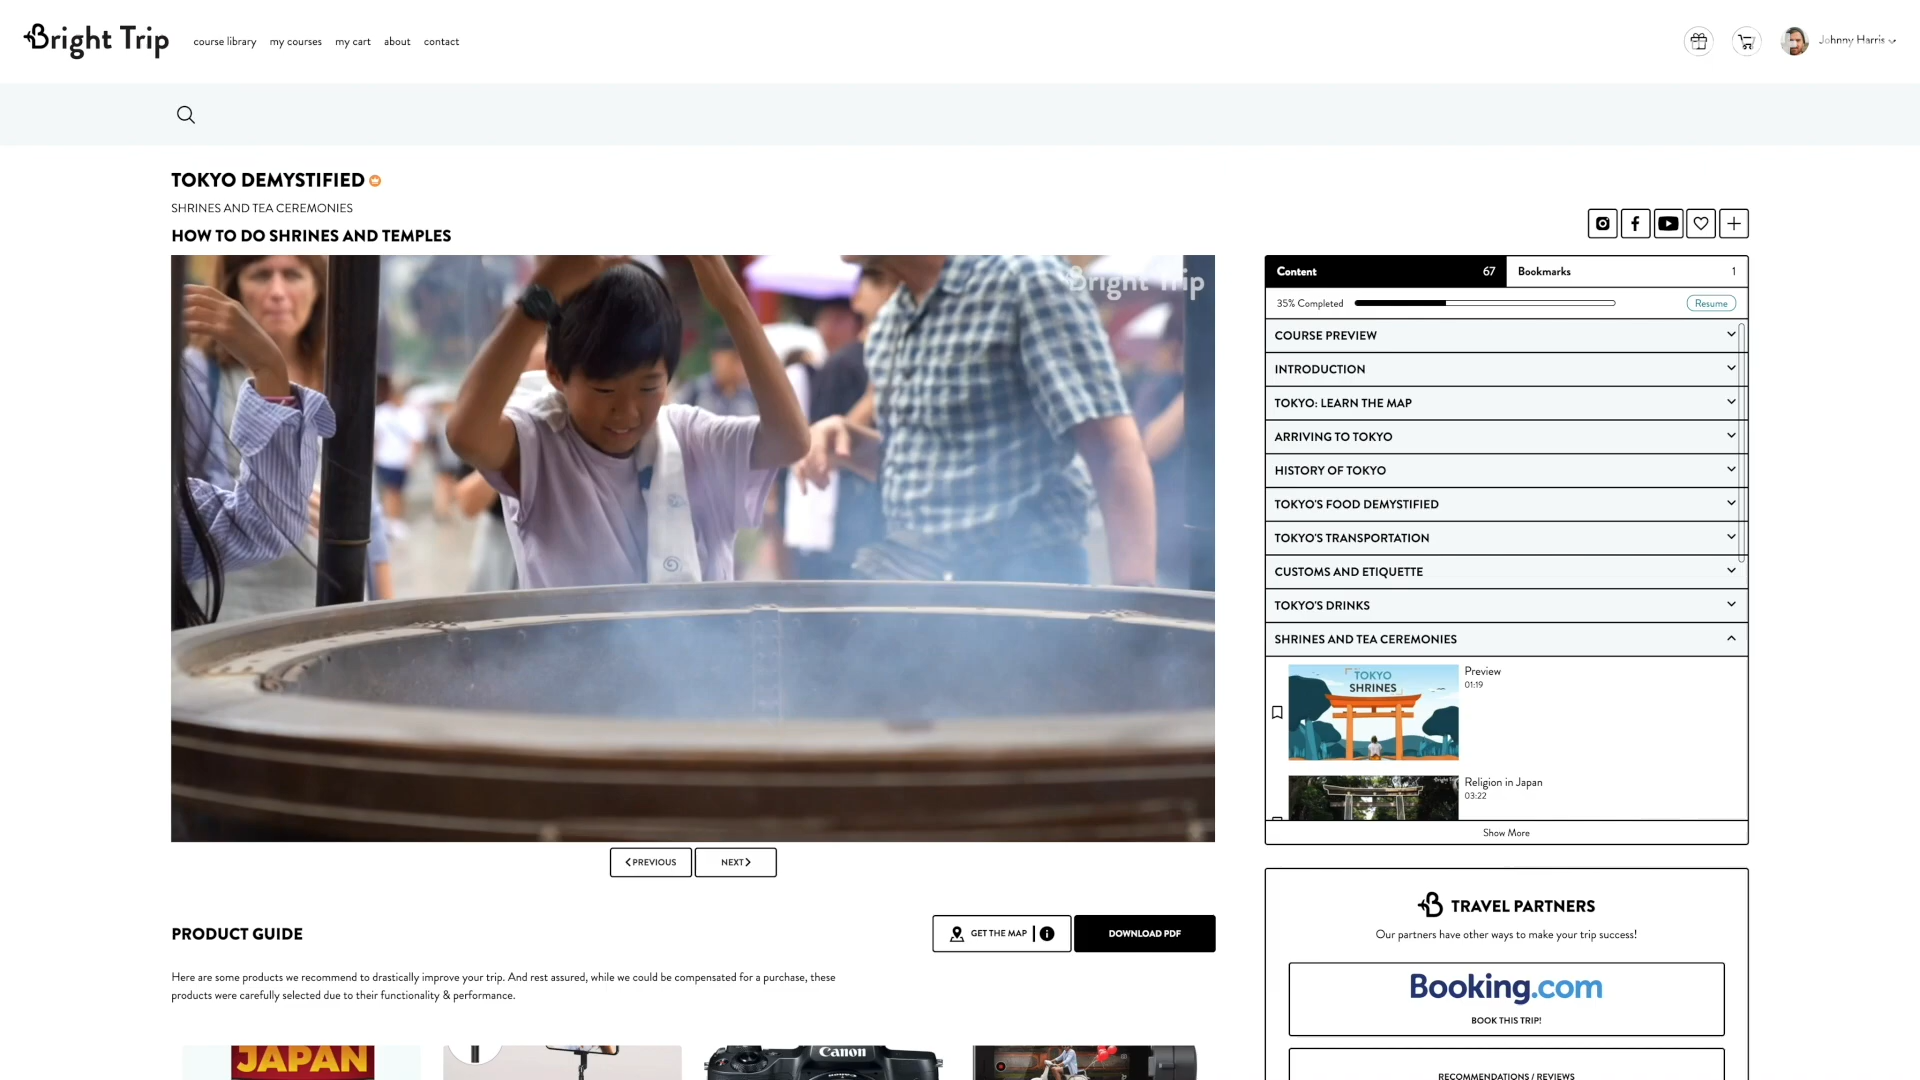 Bright Trip
course library my courses my cart about contact
Johnny Harris
TOKYO DEMYSTIFIED
SHRINES AND TEA CEREMONIES
HOW TO DO SHRINES AND TEMPLES
Bright Trip
PREVIOUS NEXT
PRODUCT GUIDE
GET THE MAP
DOWNLOAD PDF
Here are some products we recommend to drastically improve your trip. And rest assured, while we could be compensated for a purchase, these
products were carefully selected due to their functionality & performance.
JAPAN
Canon
Content 67 Bookmarks 1
35% Completed Resume
COURSE PREVIEW
INTRODUCTION
TOKYO: LEARN THE MAP
ARRIVING TO TOKYO
HISTORY OF TOKYO
TOKYO'S FOOD DEMYSTIFIED
TOKYO'S TRANSPORTATION
CUSTOMS AND ETIQUETTE
TOKYO'S DRINKS
SHRINES AND TEA CEREMONIES
TOKYO
SHRINES
Preview
01:19
Religion in Japan
03:22
Show More
TRAVEL PARTNERS
Our partners have other ways to make your trip success!
Booking.com
BOOK THIS TRIP!
RECOMMENDATIONS / REVIEWS